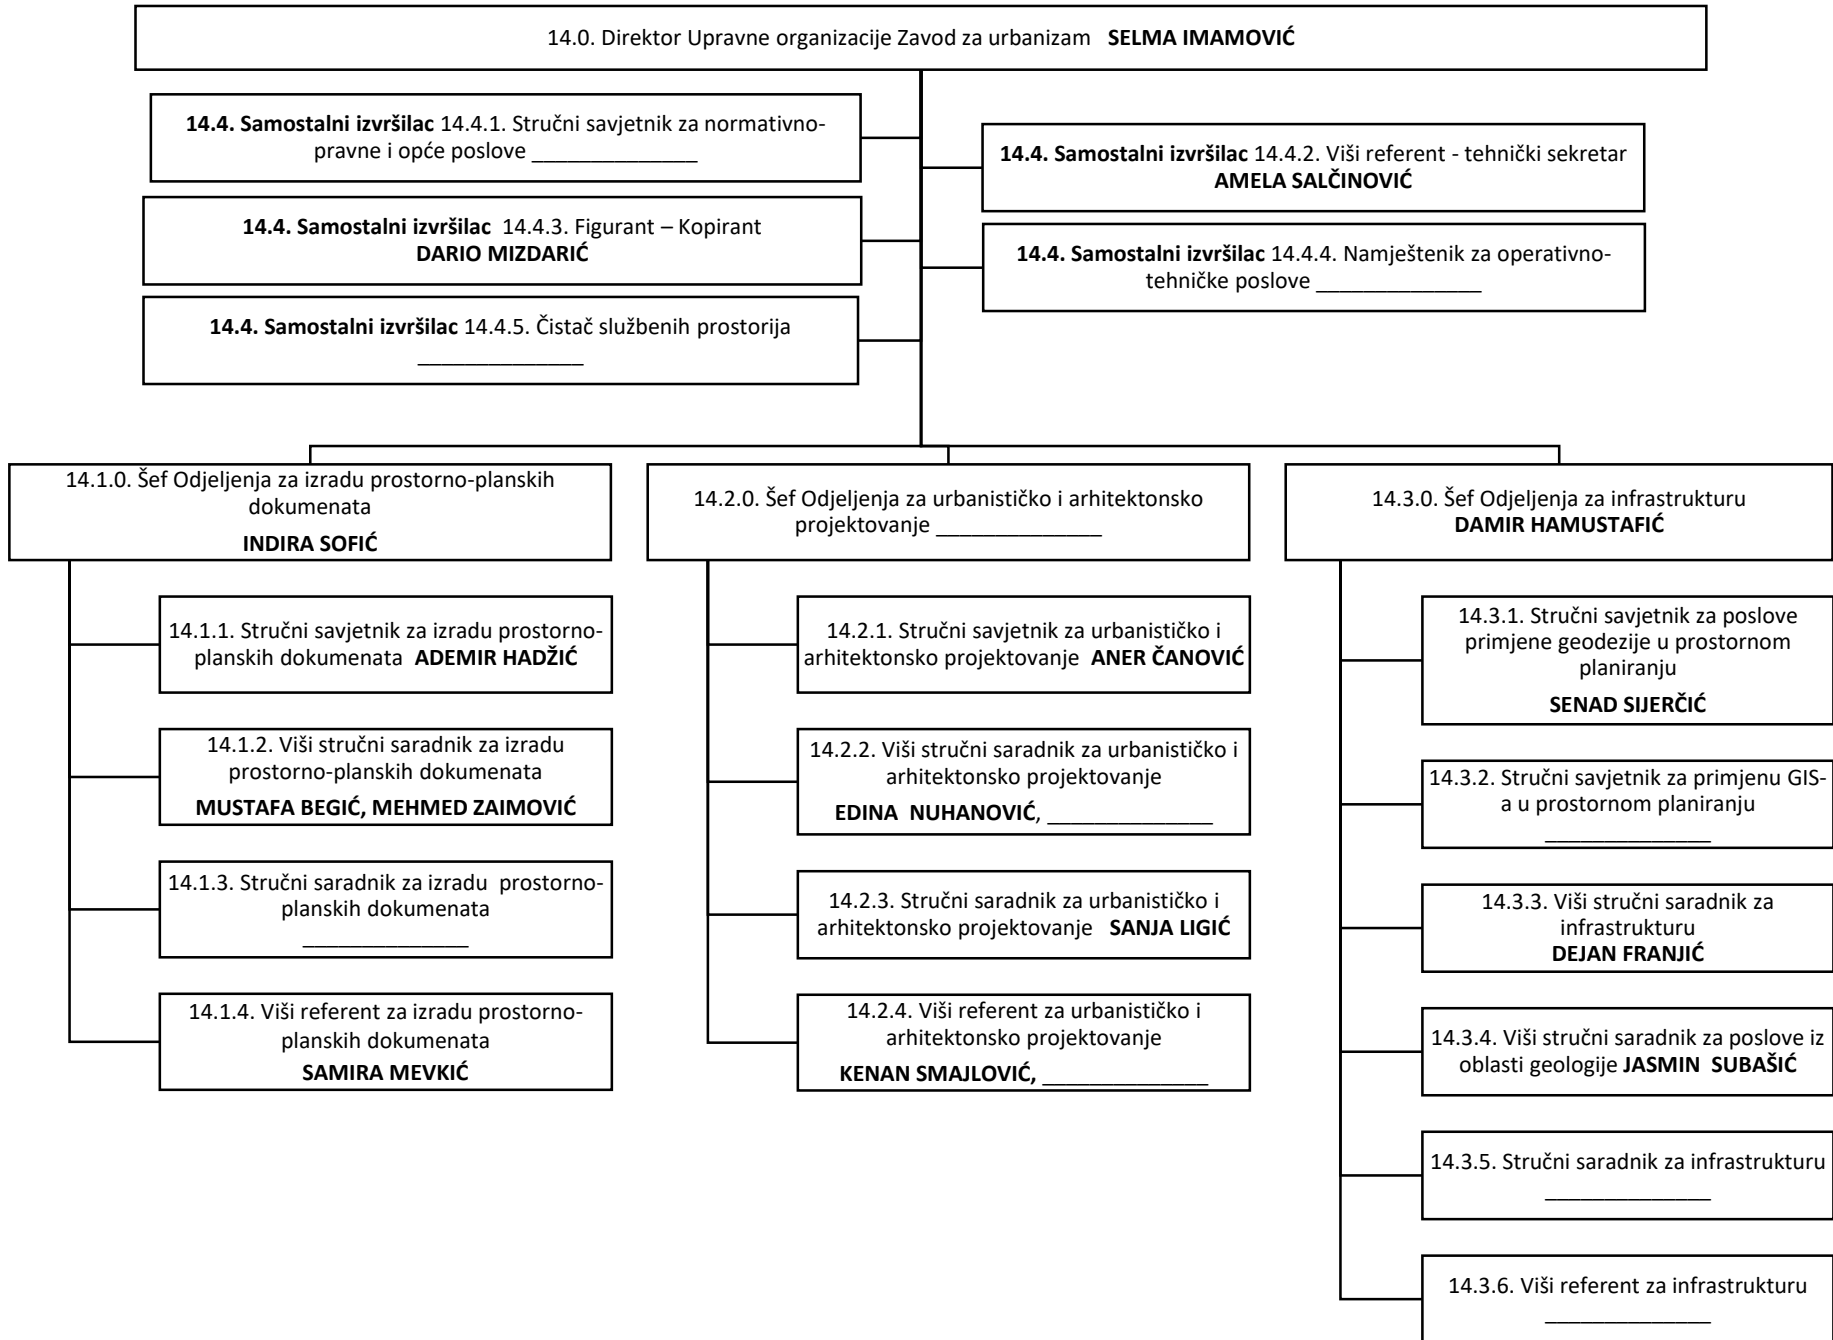 14.0. Direktor Upravne organizacije Zavod za urbanizam SELMA IMAMOVIĆ
14.4. Samostalni izvršilac 14.4.1. Stručni savjetnik za normativno-
pravne i opće poslove ______________
14.4. Samostalni izvršilac 14.4.2. Viši referent - tehnički sekretar
AMELA SALČINOVIĆ
14.4. Samostalni izvršilac 14.4.3. Figurant – Kopirant
DARIO MIZDARIĆ
14.4. Samostalni izvršilac 14.4.4. Namještenik za operativno-
tehničke poslove ______________
14.4. Samostalni izvršilac 14.4.5. Čistač službenih prostorija
______________
14.1.0. Šef Odjeljenja za izradu prostorno-planskih
dokumenata
INDIRA SOFIĆ
14.1.1. Stručni savjetnik za izradu prostorno-
planskih dokumenata ADEMIR HADŽIĆ
14.1.2. Viši stručni saradnik za izradu
prostorno-planskih dokumenata
MUSTAFA BEGIĆ, MEHMED ZAIMOVIĆ
14.1.3. Stručni saradnik za izradu prostorno-
planskih dokumenata
______________
14.1.4. Viši referent za izradu prostorno-
planskih dokumenata
SAMIRA MEVKIĆ
14.2.0. Šef Odjeljenja za urbanističko i arhitektonsko
projektovanje ______________
14.2.1. Stručni savjetnik za urbanističko i
arhitektonsko projektovanje ANER ČANOVIĆ
14.2.2. Viši stručni saradnik za urbanističko i
arhitektonsko projektovanje
EDINA NUHANOVIĆ, ______________
14.2.3. Stručni saradnik za urbanističko i
arhitektonsko projektovanje SANJA LIGIĆ
14.2.4. Viši referent za urbanističko i
arhitektonsko projektovanje
KENAN SMAJLOVIĆ, ______________
14.3.0. Šef Odjeljenja za infrastrukturu
DAMIR HAMUSTAFIĆ
14.3.1. Stručni savjetnik za poslove
primjene geodezije u prostornom
planiranju
SENAD SIJERČIĆ
14.3.2. Stručni savjetnik za primjenu GIS-
a u prostornom planiranju
______________
14.3.3. Viši stručni saradnik za
infrastrukturu
DEJAN FRANJIĆ
14.3.4. Viši stručni saradnik za poslove iz
oblasti geologije JASMIN SUBAŠIĆ
14.3.5. Stručni saradnik za infrastrukturu
______________
14.3.6. Viši referent za infrastrukturu
______________